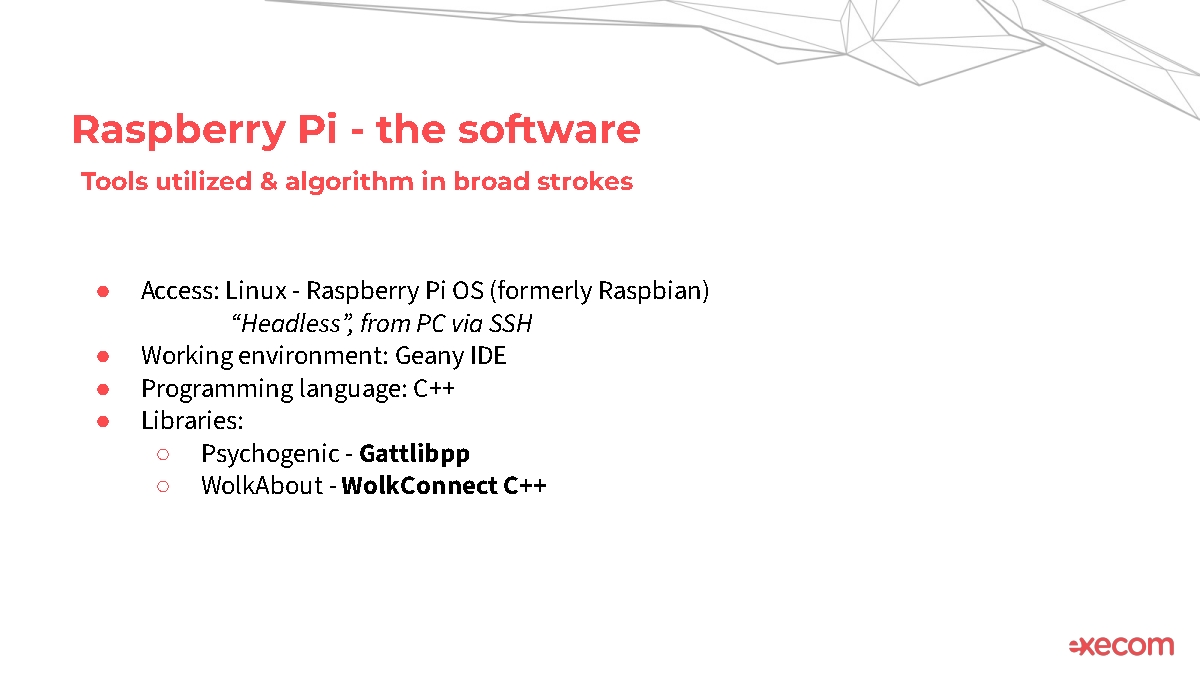 Raspberry Pi - the software
Tools utilized & algorithm in broad strokes
● Access: Linux - Raspberry Pi OS (formerly Raspbian)
“Headless”, from PC via SSH
● Working environment: Geany IDE
● Programming language: C++
● Libraries:
○ Psychogenic - Gattlibpp
○ WolkAbout - WolkConnect C++
execom